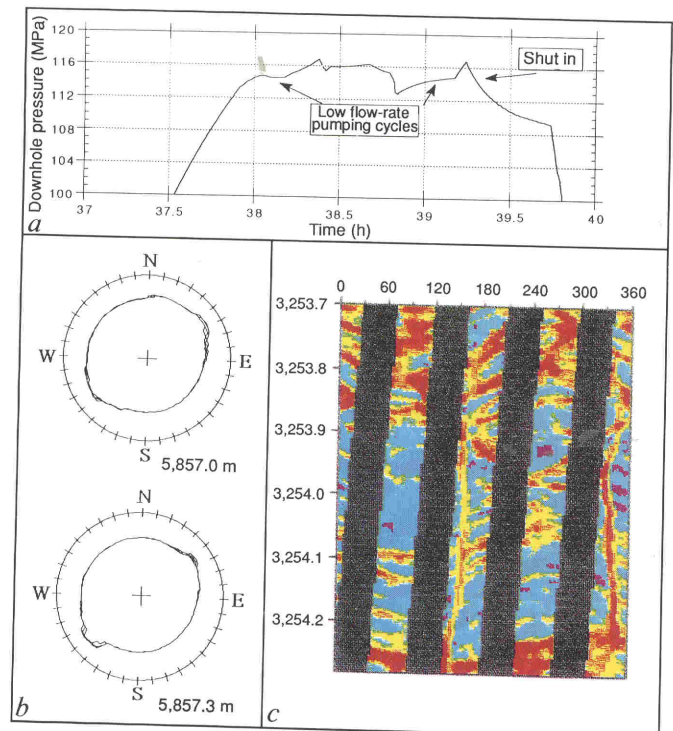 Downhole pressure (MPa)
120
116
112
108
104
100
Shut in
Low flow-rate
pumping cycles
37
37.5
38
38.5
39
39.5
40
Time (h)
a
N
W
E
S
5,857.0 m
N
W
E
S
5,857.3 m
b
0 60 120 180 240 300 360
3,253.7
3,253.8
3,253.9
3,254.0
3,254.1
3,254.2
c